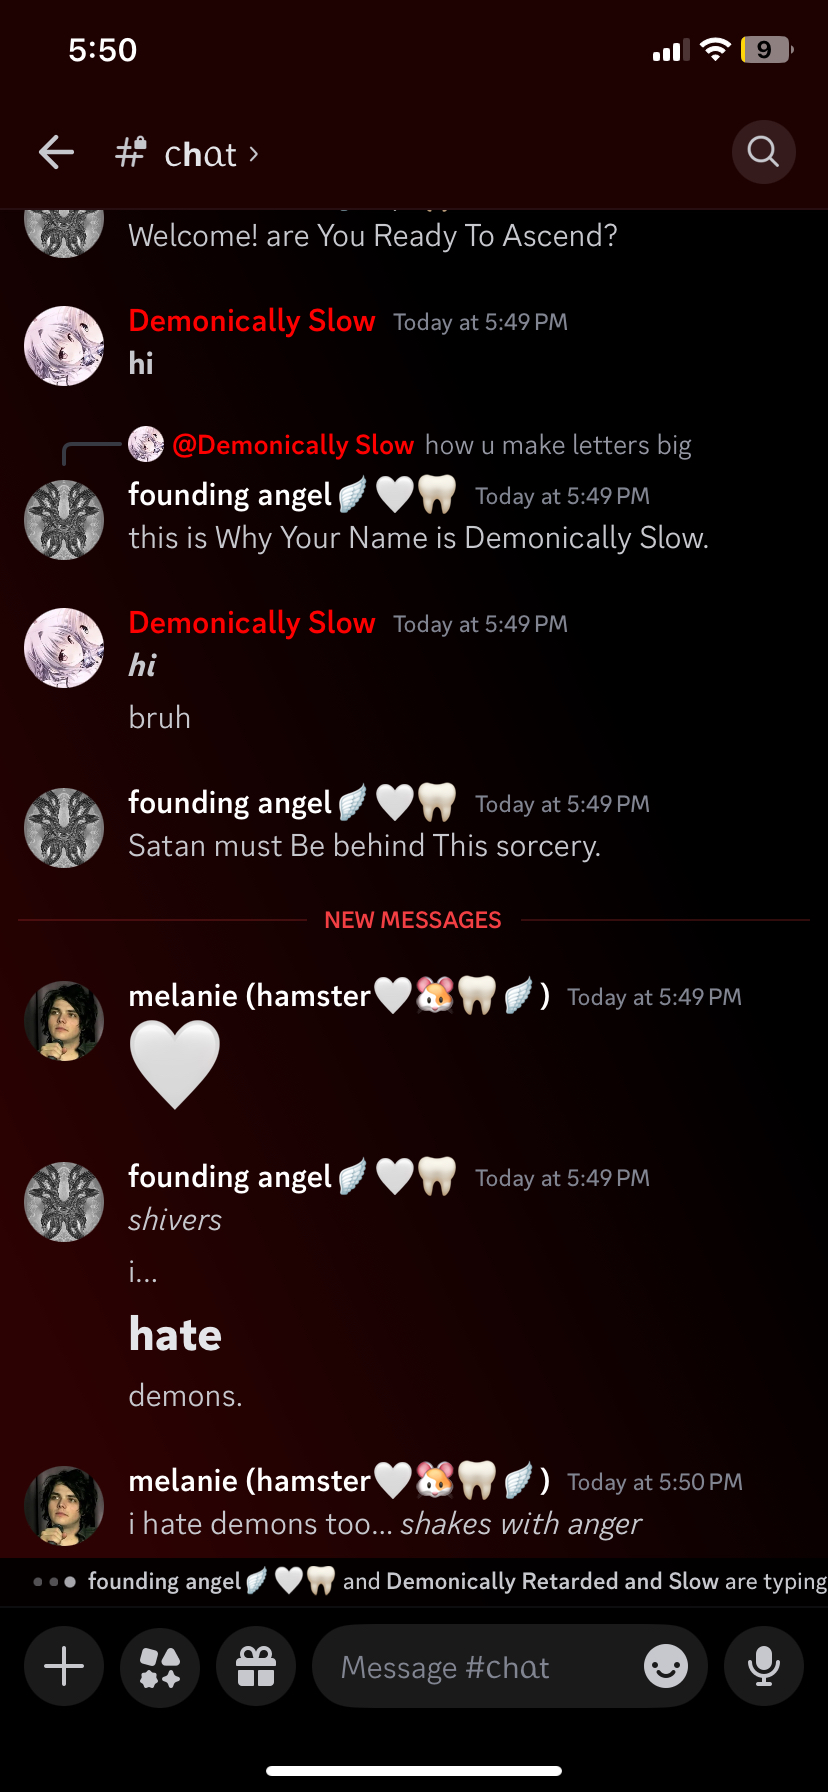 5:50
9
# chat ›
Welcome! are You Ready To Ascend?
Demonically Slow Today at 5:49 PM
hi
@Demonically Slow how u make letters big
founding angel🪽🤍🦷 Today at 5:49 PM
this is Why Your Name is Demonically Slow.
Demonically Slow Today at 5:49 PM
hi
bruh
founding angel🪽🤍🦷 Today at 5:49 PM
Satan must Be behind This sorcery.
NEW MESSAGES
melanie (hamster🤍🐹🦷🪽) Today at 5:49 PM
🤍
founding angel🪽🤍🦷 Today at 5:49 PM
shivers
i...
hate
demons.
melanie (hamster🤍🐹🦷🪽) Today at 5:50 PM
i hate demons too... shakes with anger
founding angel🪽🤍🦷 and Demonically Retarded and Slow are typing
Message #chat